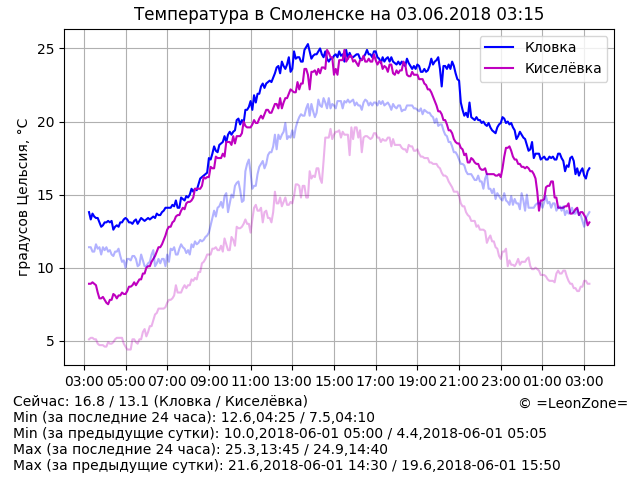 Температура в Смоленске на 03.06.2018 03:15
Кловка
Киселёвка
градусов Цельсия, °C
25
20
15
10
5
03:00 05:00 07:00 09:00 11:00 13:00 15:00 17:00 19:00 21:00 23:00 01:00 03:00
Сейчас: 16.8 / 13.1 (Кловка / Киселёвка)
© =LeonZone=
Min (за последние 24 часа): 12.6,04:25 / 7.5,04:10
Min (за предыдущие сутки): 10.0,2018-06-01 05:00 / 4.4,2018-06-01 05:05
Max (за последние 24 часа): 25.3,13:45 / 24.9,14:40
Max (за предыдущие сутки): 21.6,2018-06-01 14:30 / 19.6,2018-06-01 15:50